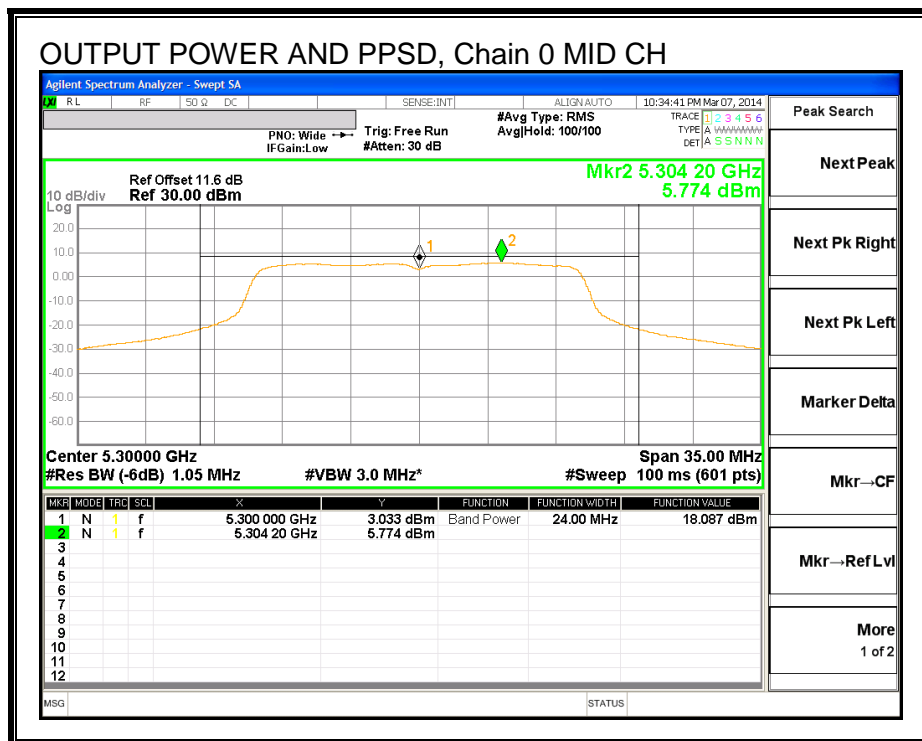 OUTPUT POWER AND PPSD, Chain 0 MID CH
Agilent Spectrum Analyzer - Swept SA
LXI RL RF 50 Ω DC SENSE:INT ALIGN AUTO 10:34:41 PM Mar 07, 2014
PNO: Wide
IFGain:Low
Trig: Free Run
#Atten: 30 dB
#Avg Type: RMS
Avg|Hold: 100/100
TRACE 1 2 3 4 5 6
TYPE A WWWWW
DET A S S N N N
Mkr2 5.304 20 GHz
5.774 dBm
Ref Offset 11.6 dB
10 dB/div Ref 30.00 dBm
Log
20.0
10.0
0.00
-10.0
-20.0
-30.0
-40.0
-50.0
-60.0
1
2
Center 5.30000 GHz Span 35.00 MHz
#Res BW (-6dB) 1.05 MHz #VBW 3.0 MHz* #Sweep 100 ms (601 pts)
MKR MODE TRC SCL X Y FUNCTION FUNCTION WIDTH FUNCTION VALUE
1 N 1 f 5.300 000 GHz 3.033 dBm Band Power 24.00 MHz 18.087 dBm
2 N 1 f 5.304 20 GHz 5.774 dBm
3
4
5
6
7
8
9
10
11
12
MSG STATUS
Peak Search
Next Peak
Next Pk Right
Next Pk Left
Marker Delta
Mkr→CF
Mkr→Ref Lvl
More
1 of 2